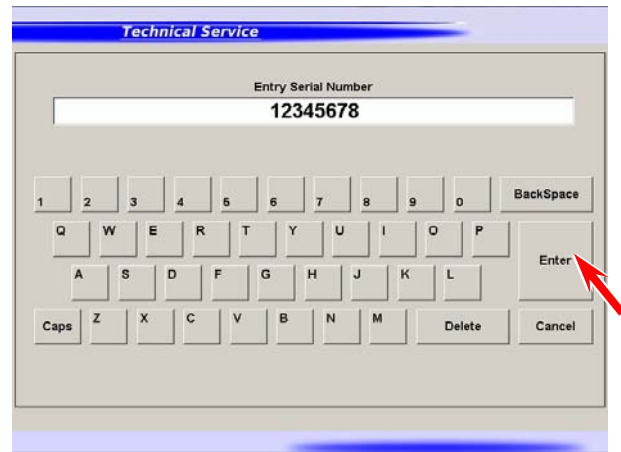 Technical Service
Entry Serial Number
12345678
1 2 3 4 5 6 7 8 9 0 BackSpace
Q W E R T Y U I O P
Enter
A S D F G H J K L
Caps Z X C V B N M Delete Cancel